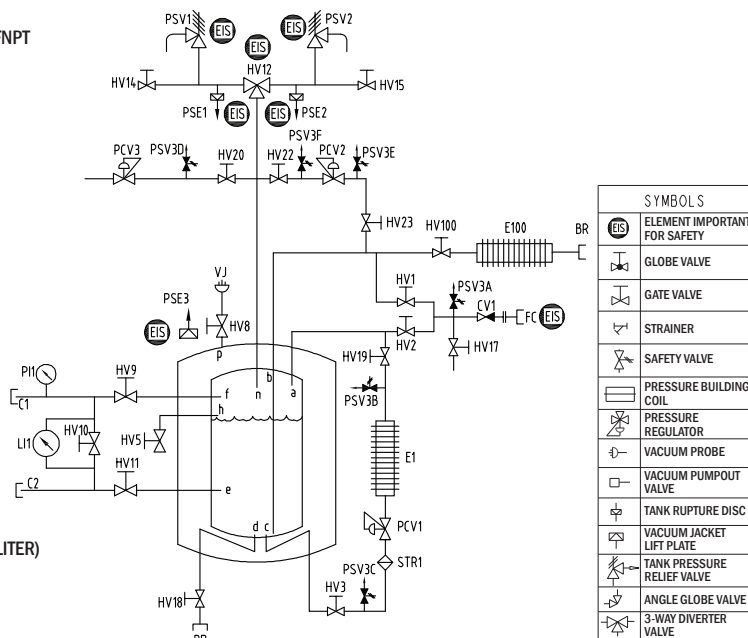 FNPT
PSV1
EIS
EIS
PSV2
EIS
HV12
HV14
HV15
PSE1
EIS
EIS
PSE2
PCV3
PSV3D
HV20
HV22
PSV3F
PCV2
PSV3E
HV23
HV100
E100
BR
VJ
PSE3
EIS
HV8
p
HV1
PSV3A
CV1
FC
EIS
HV2
HV17
HV19
PSV3B
b
n
a
f
h
PI1
HV9
C1
LI1
HV10
HV5
HV11
C2
e
d
c
E1
PCV1
STR1
PSV3C
HV3
HV18
LITER)
SYMBOLS
EIS ELEMENT IMPORTANT
FOR SAFETY
GLOBE VALVE
GATE VALVE
STRAINER
SAFETY VALVE
PRESSURE BUILDING
COIL
PRESSURE
REGULATOR
VACUUM PROBE
VACUUM PUMPOUT
VALVE
TANK RUPTURE DISC
VACUUM JACKET
LIFT PLATE
TANK PRESSURE
RELIEF VALVE
ANGLE GLOBE VALVE
3-WAY DIVERTER
VALVE